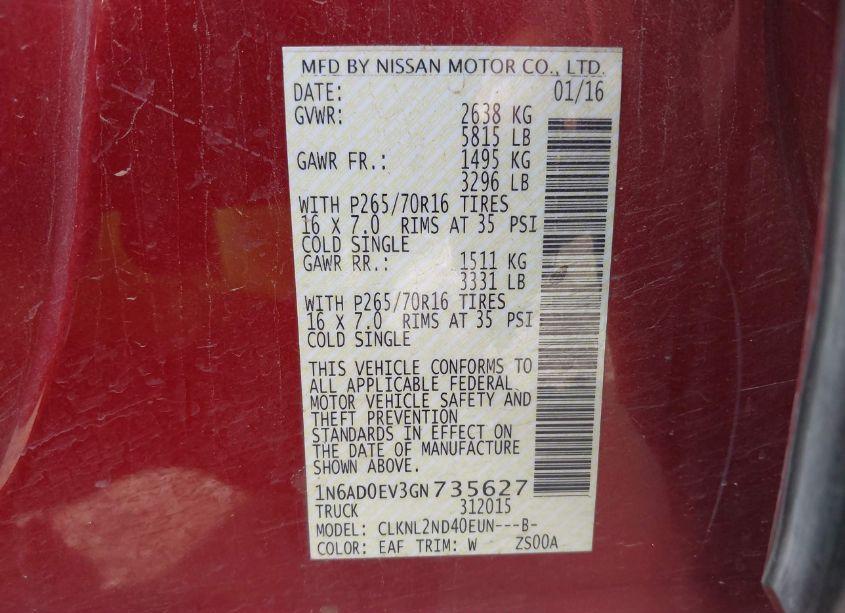 MFD BY NISSAN MOTOR CO., LTD.
DATE: 01/16
GVWR: 2638 KG
5815 LB
GAWR FR.: 1495 KG
3296 LB
WITH P265/70R16 TIRES
16 X 7.0 RIMS AT 35 PSI
COLD SINGLE
GAWR RR.: 1511 KG
3331 LB
WITH P265/70R16 TIRES
16 X 7.0 RIMS AT 35 PSI
COLD SINGLE
THIS VEHICLE CONFORMS TO
ALL APPLICABLE FEDERAL
MOTOR VEHICLE SAFETY AND
THEFT PREVENTION
STANDARDS IN EFFECT ON
THE DATE OF MANUFACTURE
SHOWN ABOVE.
1N6AD0EV3GN735627
TRUCK 312015
MODEL: CLKNL2ND40EUN---B-
COLOR: EAF TRIM: W ZS00A